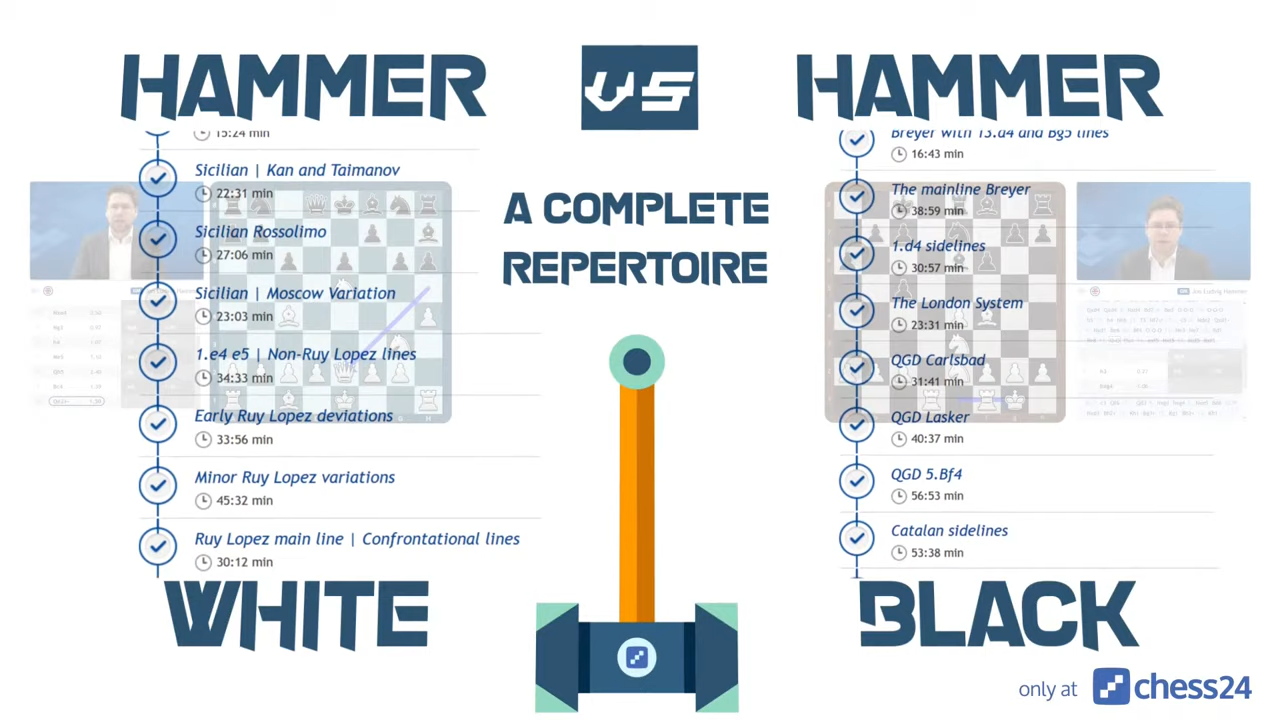 HAMMER
VS
HAMMER
15:24 min
Sicilian | Kan and Taimanov
22:31 min
Sicilian Rossolimo
27:06 min
Sicilian | Moscow Variation
23:03 min
1.e4 e5 | Non-Ruy Lopez lines
34:33 min
Early Ruy Lopez deviations
33:56 min
Minor Ruy Lopez variations
45:32 min
Ruy Lopez main line | Confrontational lines
30:12 min
WHITE
A COMPLETE
REPERTOIRE
Breyer with 13.d4 and Bg5 lines
16:43 min
The mainline Breyer
38:59 min
1.d4 sidelines
30:57 min
The London System
23:31 min
QGD Carlsbad
31:41 min
QGD Lasker
40:37 min
QGD 5.Bf4
56:53 min
Catalan sidelines
53:38 min
BLACK
only at chess24